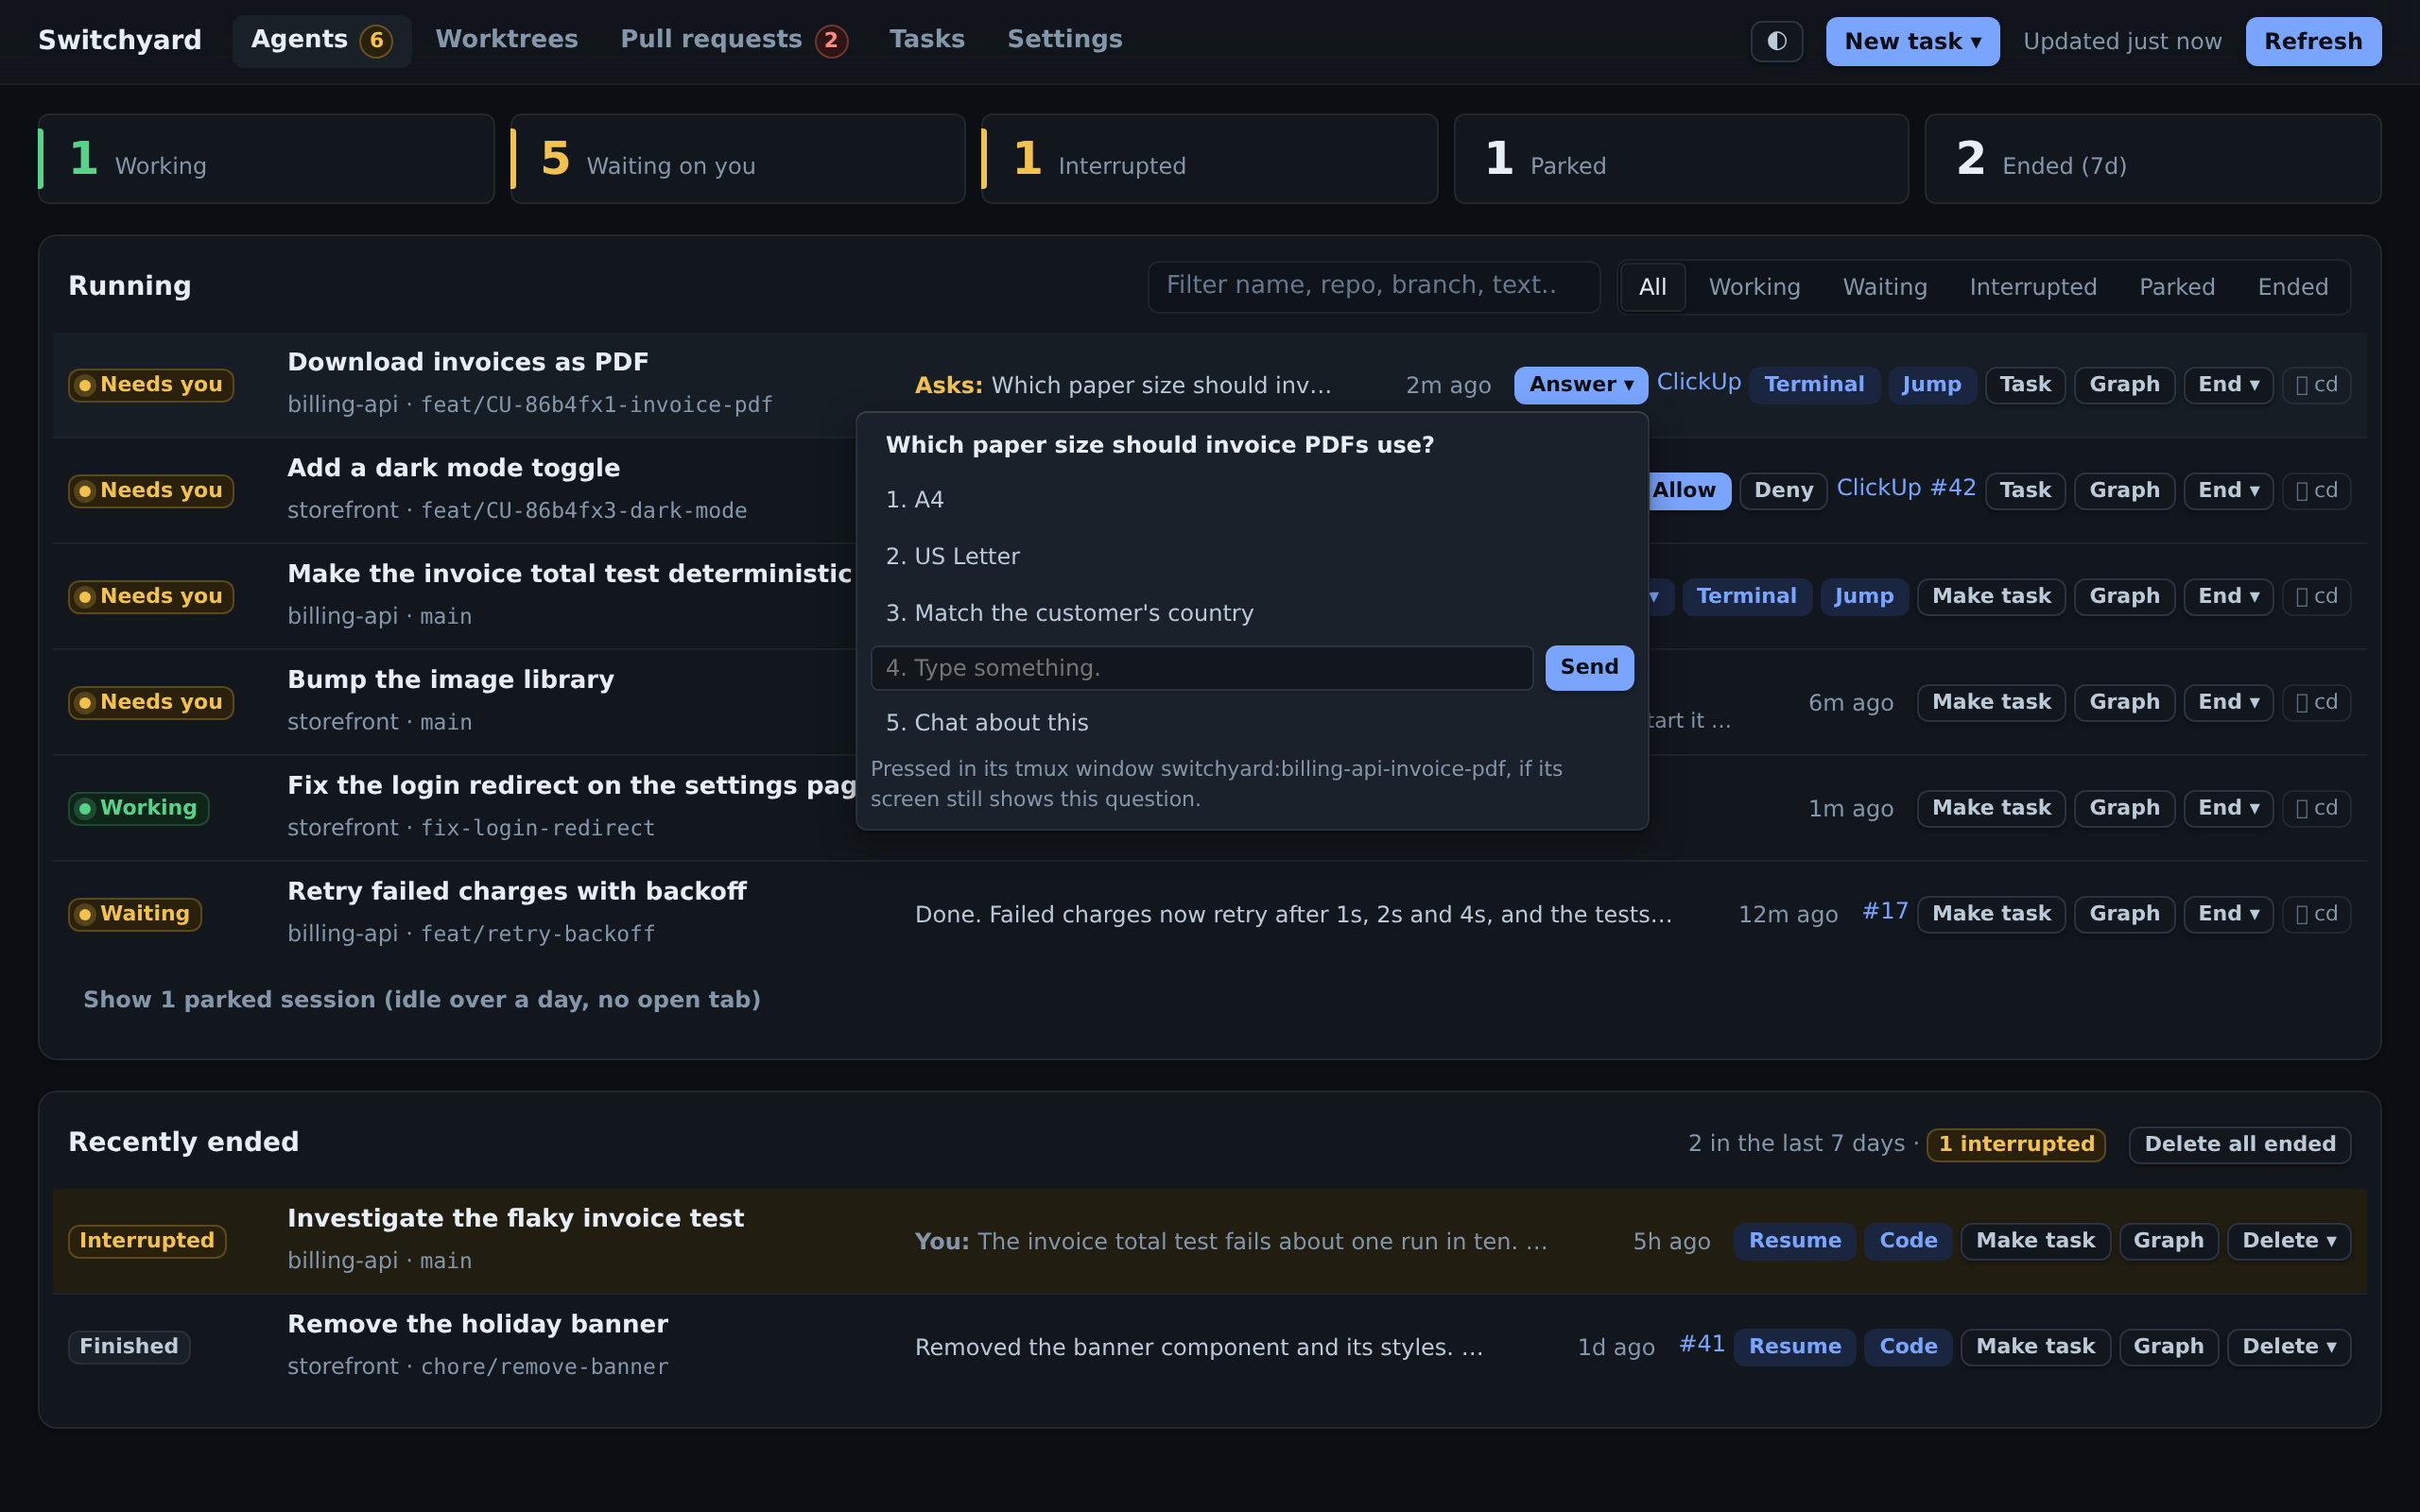 Switchyard Agents 6 Worktrees Pull requests 2 Tasks Settings New task ▾ Updated just now Refresh
1 Working
5 Waiting on you
1 Interrupted
1 Parked
2 Ended (7d)
Running
Filter name, repo, branch, text..
All Working Waiting Interrupted Parked Ended
Needs you
Download invoices as PDF
billing-api · feat/CU-86b4fx1-invoice-pdf
Asks: Which paper size should inv…
2m ago
Answer ▾ ClickUp Terminal Jump Task Graph End ▾ cd
Which paper size should invoice PDFs use?
1. A4
2. US Letter
3. Match the customer's country
4. Type something.
Send
5. Chat about this
Pressed in its tmux window switchyard:billing-api-invoice-pdf, if its
screen still shows this question.
Needs you
Add a dark mode toggle
storefront · feat/CU-86b4fx3-dark-mode
Allow Deny ClickUp #42 Task Graph End ▾ cd
Needs you
Make the invoice total test deterministic
billing-api · main
▾ Terminal Jump Make task Graph End ▾ cd
Needs you
Bump the image library
storefront · main
tart it …
6m ago
Make task Graph End ▾ cd
Working
Fix the login redirect on the settings pag
storefront · fix-login-redirect
1m ago
Make task Graph End ▾ cd
Waiting
Retry failed charges with backoff
billing-api · feat/retry-backoff
Done. Failed charges now retry after 1s, 2s and 4s, and the tests…
12m ago
#17 Make task Graph End ▾ cd
Show 1 parked session (idle over a day, no open tab)
Recently ended
2 in the last 7 days · 1 interrupted
Delete all ended
Interrupted
Investigate the flaky invoice test
billing-api · main
You: The invoice total test fails about one run in ten. …
5h ago
Resume Code Make task Graph Delete ▾
Finished
Remove the holiday banner
storefront · chore/remove-banner
Removed the banner component and its styles. …
1d ago
#41 Resume Code Make task Graph Delete ▾